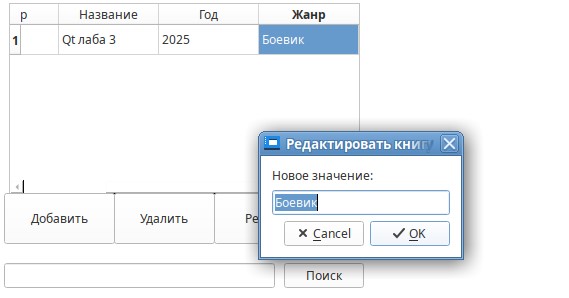 р Название Год Жанр
1 Qt лаба 3 2025 Боевик
Редактировать книгу
Новое значение:
Боевик
Cancel OK
Добавить Удалить Ре
Поиск